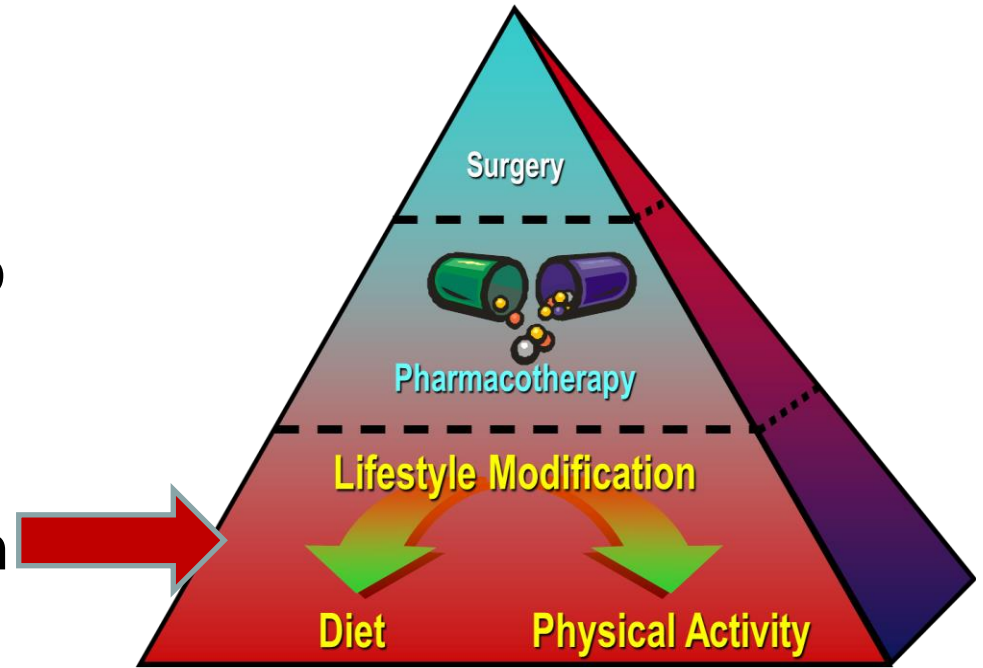 Surgery
Pharmacotherapy
Lifestyle Modification
Diet Physical Activity